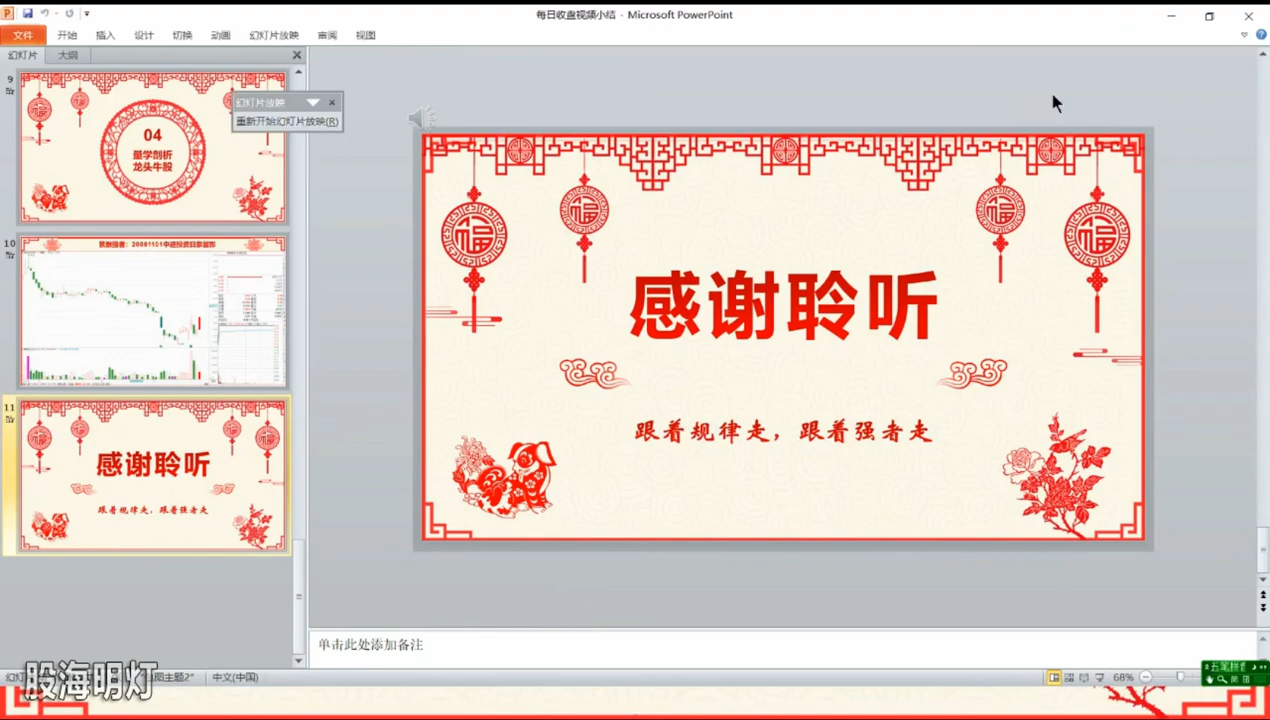 每日收盘视频小结 - Microsoft PowerPoint
文件 开始 插入 设计 切换 动画 幻灯片放映 审阅 视图
幻灯片 大纲
幻灯片放映
重新开始幻灯片放映(R)
9
04
量学剖析
龙头牛股
福
10
11
感谢聆听
跟着规律走，跟着强者走
福 福 福 福
感谢聆听
跟着规律走，跟着强者走
单击此处添加备注
股海明灯
中文(中国)
68%